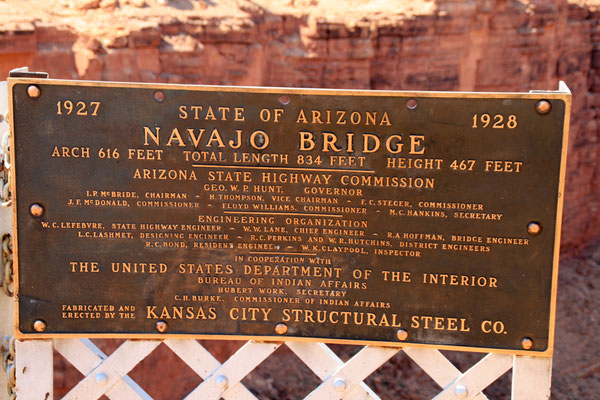 1927 STATE OF ARIZONA 1928
NAVAJO BRIDGE
ARCH 616 FEET TOTAL LENGTH 834 FEET HEIGHT 467 FEET
ARIZONA STATE HIGHWAY COMMISSION
GEO. W. P. HUNT, GOVERNOR
I. P. MCBRIDE, CHAIRMAN – H. THOMPSON, VICE CHAIRMAN – F. C. STEGER, COMMISSIONER
J. F. MCDONALD, COMMISSIONER – FLOYD WILLIAMS, COMMISSIONER – M. C. HANKINS, SECRETARY
ENGINEERING ORGANIZATION
W. C. LEFEBVRE, STATE HIGHWAY ENGINEER – W. W. LANE, CHIEF ENGINEER – R. A. HOFFMAN, BRIDGE ENGINEER
L. C. LASHMET, DESIGNING ENGINEER – R. C. PERKINS AND W. R. HUTCHINS, DISTRICT ENGINEERS
R. C. BOND, RESIDENT ENGINEER – W. K. CLAYPOOL, INSPECTOR
IN COOPERATION WITH
THE UNITED STATES DEPARTMENT OF THE INTERIOR
BUREAU OF INDIAN AFFAIRS
HUBERT WORK, SECRETARY
C. H. BURKE, COMMISSIONER OF INDIAN AFFAIRS
FABRICATED AND
ERECTED BY THE KANSAS CITY STRUCTURAL STEEL CO.